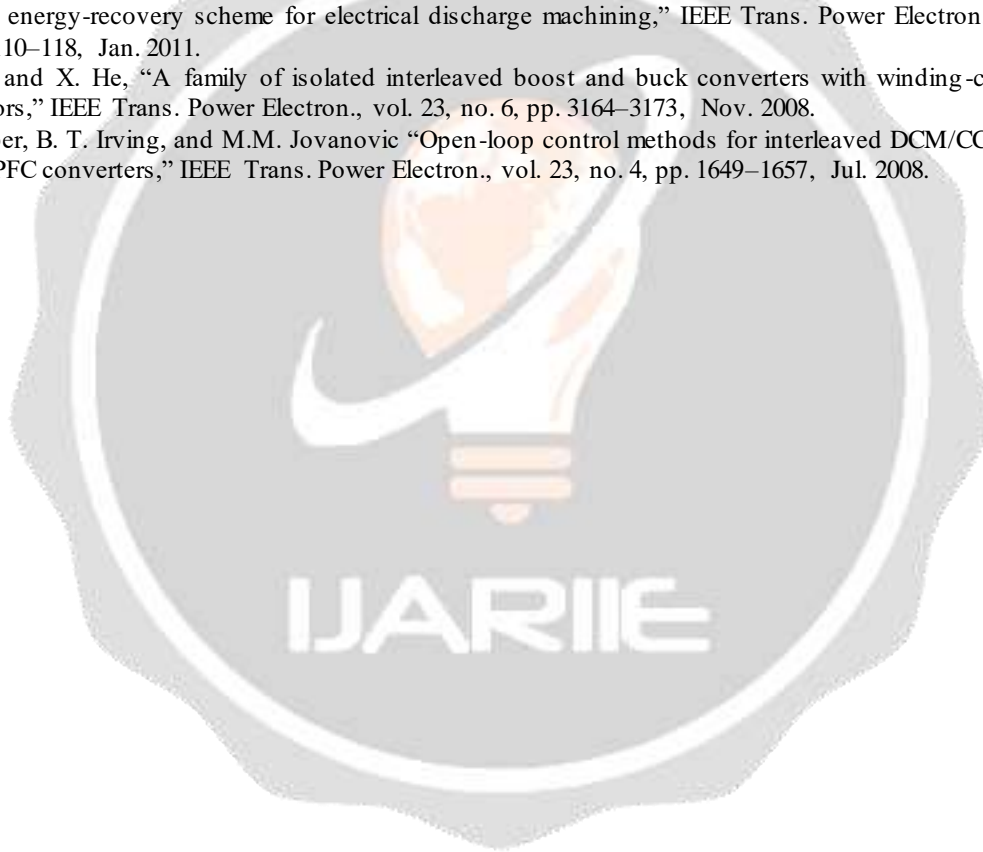 energy-recovery scheme for electrical discharge machining,” IEEE Trans. Power Electron
10–118, Jan. 2011.
and X. He, “A family of isolated interleaved boost and buck converters with winding-c
ors,” IEEE Trans. Power Electron., vol. 23, no. 6, pp. 3164–3173, Nov. 2008.
er, B. T. Irving, and M.M. Jovanovic “Open-loop control methods for interleaved DCM/CC
PFC converters,” IEEE Trans. Power Electron., vol. 23, no. 4, pp. 1649–1657, Jul. 2008.
IJARIIE